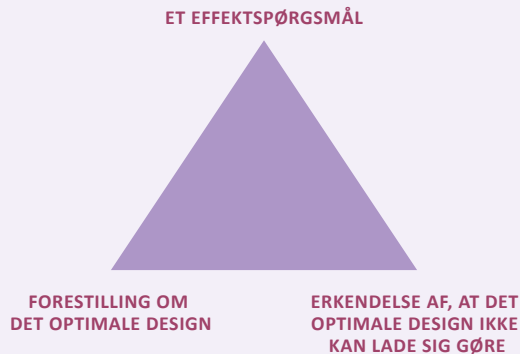 ET EFFEKTSPØRGSMÅL
FORESTILLING OM
DET OPTIMALE DESIGN
ERKENDELSE AF, AT DET
OPTIMALE DESIGN IKKE
KAN LADE SIG GØRE